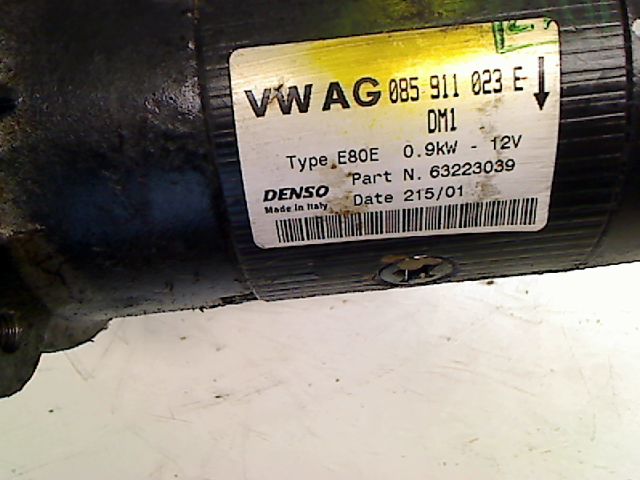 VW AG 085 911 023 E
DM1
Type E80E 0.9kW - 12V
Part N. 63223039
DENSO Date 215/01
Made in Italy